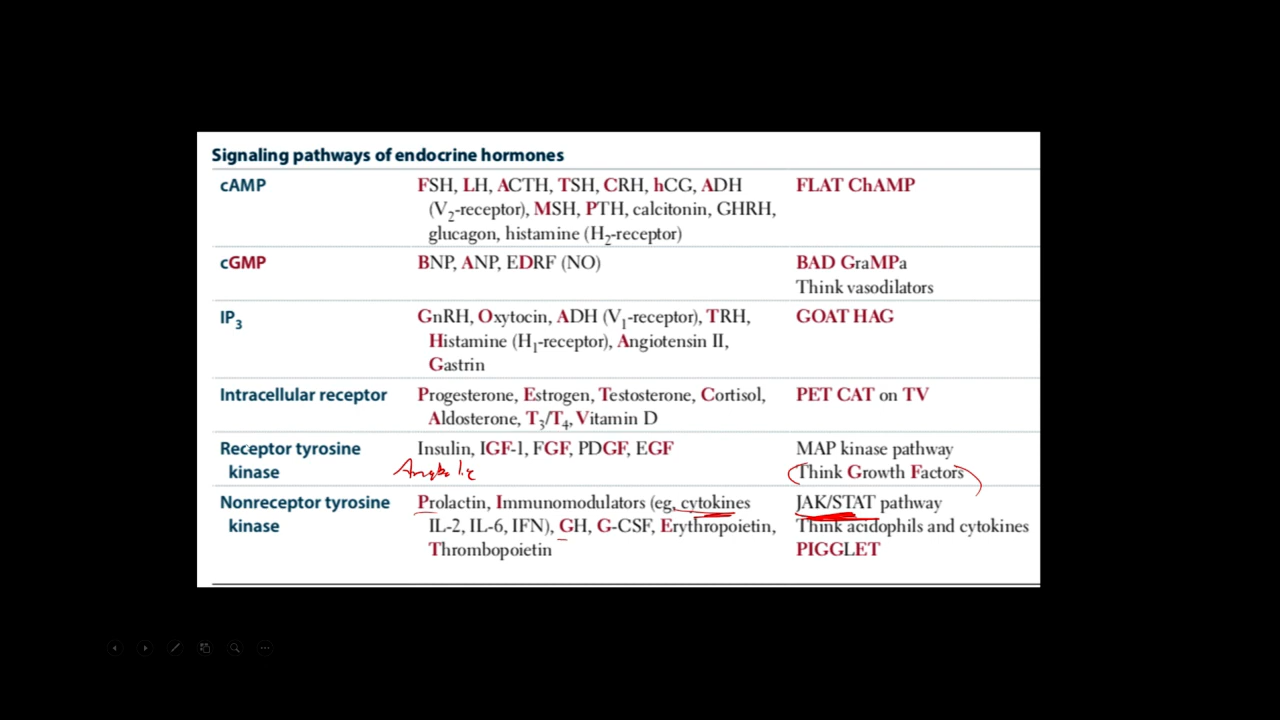 Signaling pathways of endocrine hormones
cAMP FSH, LH, ACTH, TSH, CRH, hCG, ADH FLAT ChAMP
(V2-receptor), MSH, PTH, calcitonin, GHRH,
glucagon, histamine (H2-receptor)
cGMP BNP, ANP, EDRF (NO) BAD GraMPa
Think vasodilators
IP3 GnRH, Oxytocin, ADH (V1-receptor), TRH, GOAT HAG
Histamine (H1-receptor), Angiotensin II,
Gastrin
Intracellular receptor Progesterone, Estrogen, Testosterone, Cortisol, PET CAT on TV
Aldosterone, T3/T4, Vitamin D
Receptor tyrosine Insulin, IGF-1, FGF, PDGF, EGF MAP kinase pathway
kinase Anabolic Think Growth Factors
Nonreceptor tyrosine Prolactin, Immunomodulators (eg, cytokines JAK/STAT pathway
kinase IL-2, IL-6, IFN), GH, G-CSF, Erythropoietin, Think acidophils and cytokines
Thrombopoietin PIGGLET